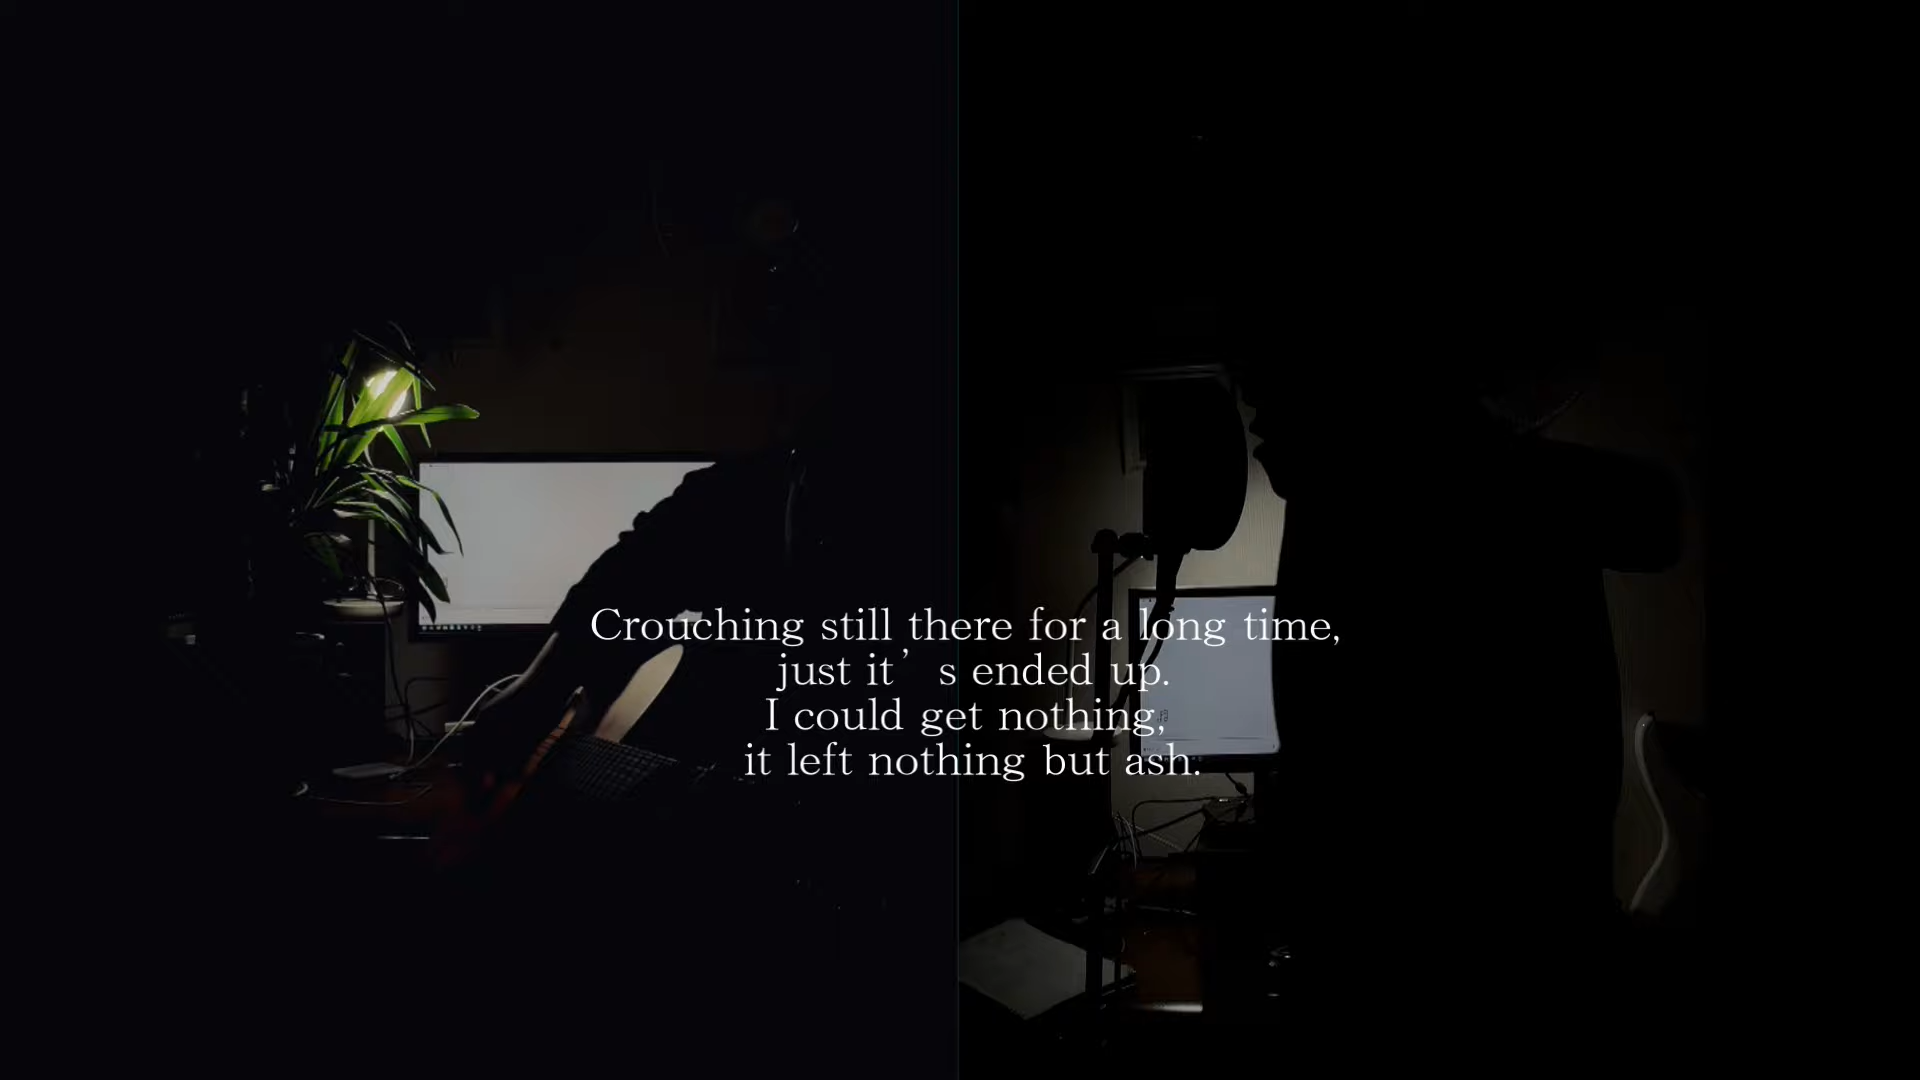 Crouching still there for a long time,
just it’s ended up.
I could get nothing,
it left nothing but ash.